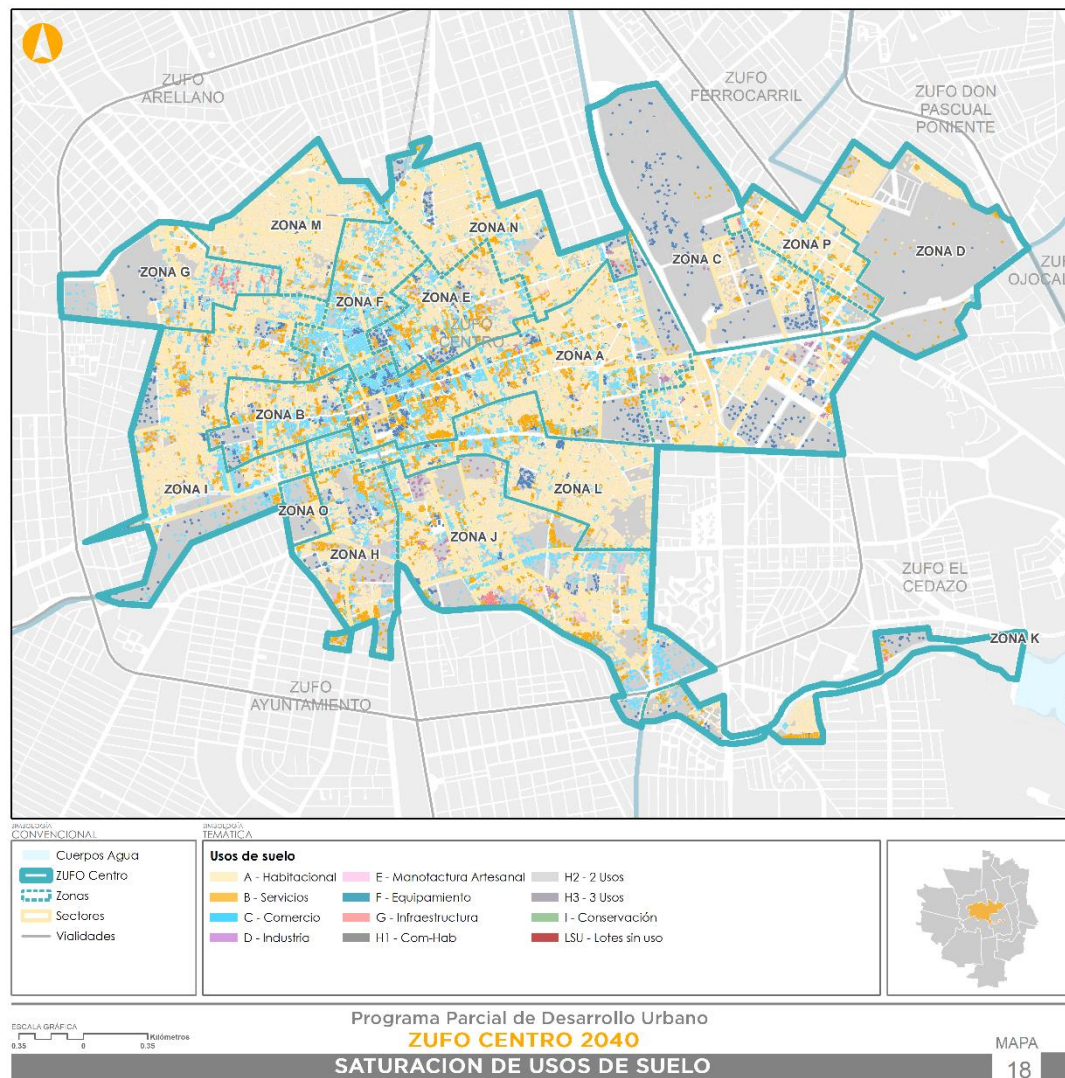 ZUFO
ARELLANO
ZUFO
FERROCARRIL
ZUFO DON
PASCUAL
PONIENTE
ZONA M
ZONA N
ZONA G
ZONA C
ZONA P
ZONA D
ZONA F
ZONA E
ZUFO
CENTRO
ZONA A
ZONA B
ZONA I
ZONA O
ZONA L
ZONA H
ZONA J
ZUFO EL
CEDAZO
ZONA K
ZUFO
AYUNTAMIENTO
SIMBOLOGÍA
CONVENCIONAL
Cuerpos Agua
ZUFO Centro
Zonas
Sectores
Vialidades
SIMBOLOGÍA
TEMÁTICA
Usos de suelo
A - Habitacional
B - Servicios
C - Comercio
D - Industria
E - Manofactura Artesanal
F - Equipamiento
G - Infraestructura
H1 - Com-Hab
H2 - 2 Usos
H3 - 3 Usos
I - Conservación
LSU - Lotes sin uso
ESCALA GRÁFICA
Kilómetros
0.35 0 0.35
Programa Parcial de Desarrollo Urbano
ZUFO CENTRO 2040
SATURACION DE USOS DE SUELO
MAPA
18